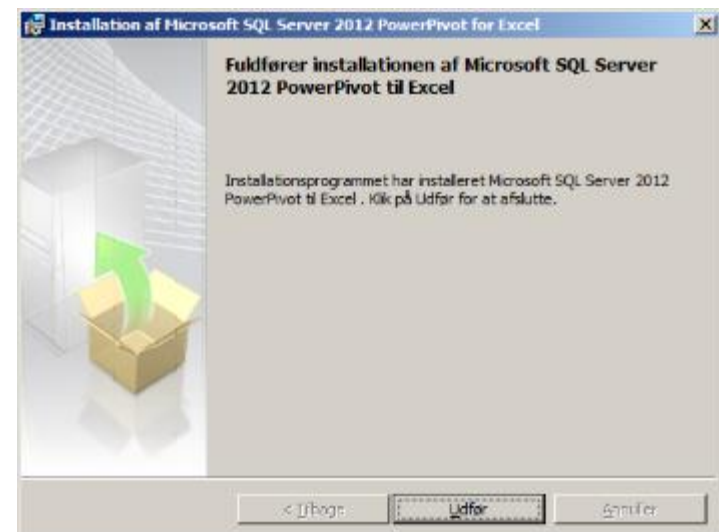 Installation af Microsoft SQL Server 2012 PowerPivot for Excel
Fuldfører installationen af Microsoft SQL Server
2012 PowerPivot til Excel
Installationsprogrammet har installeret Microsoft SQL Server 2012
PowerPivot til Excel . Klik på Udfør for at afslutte.
< Tilbage
Udfør
Annuller